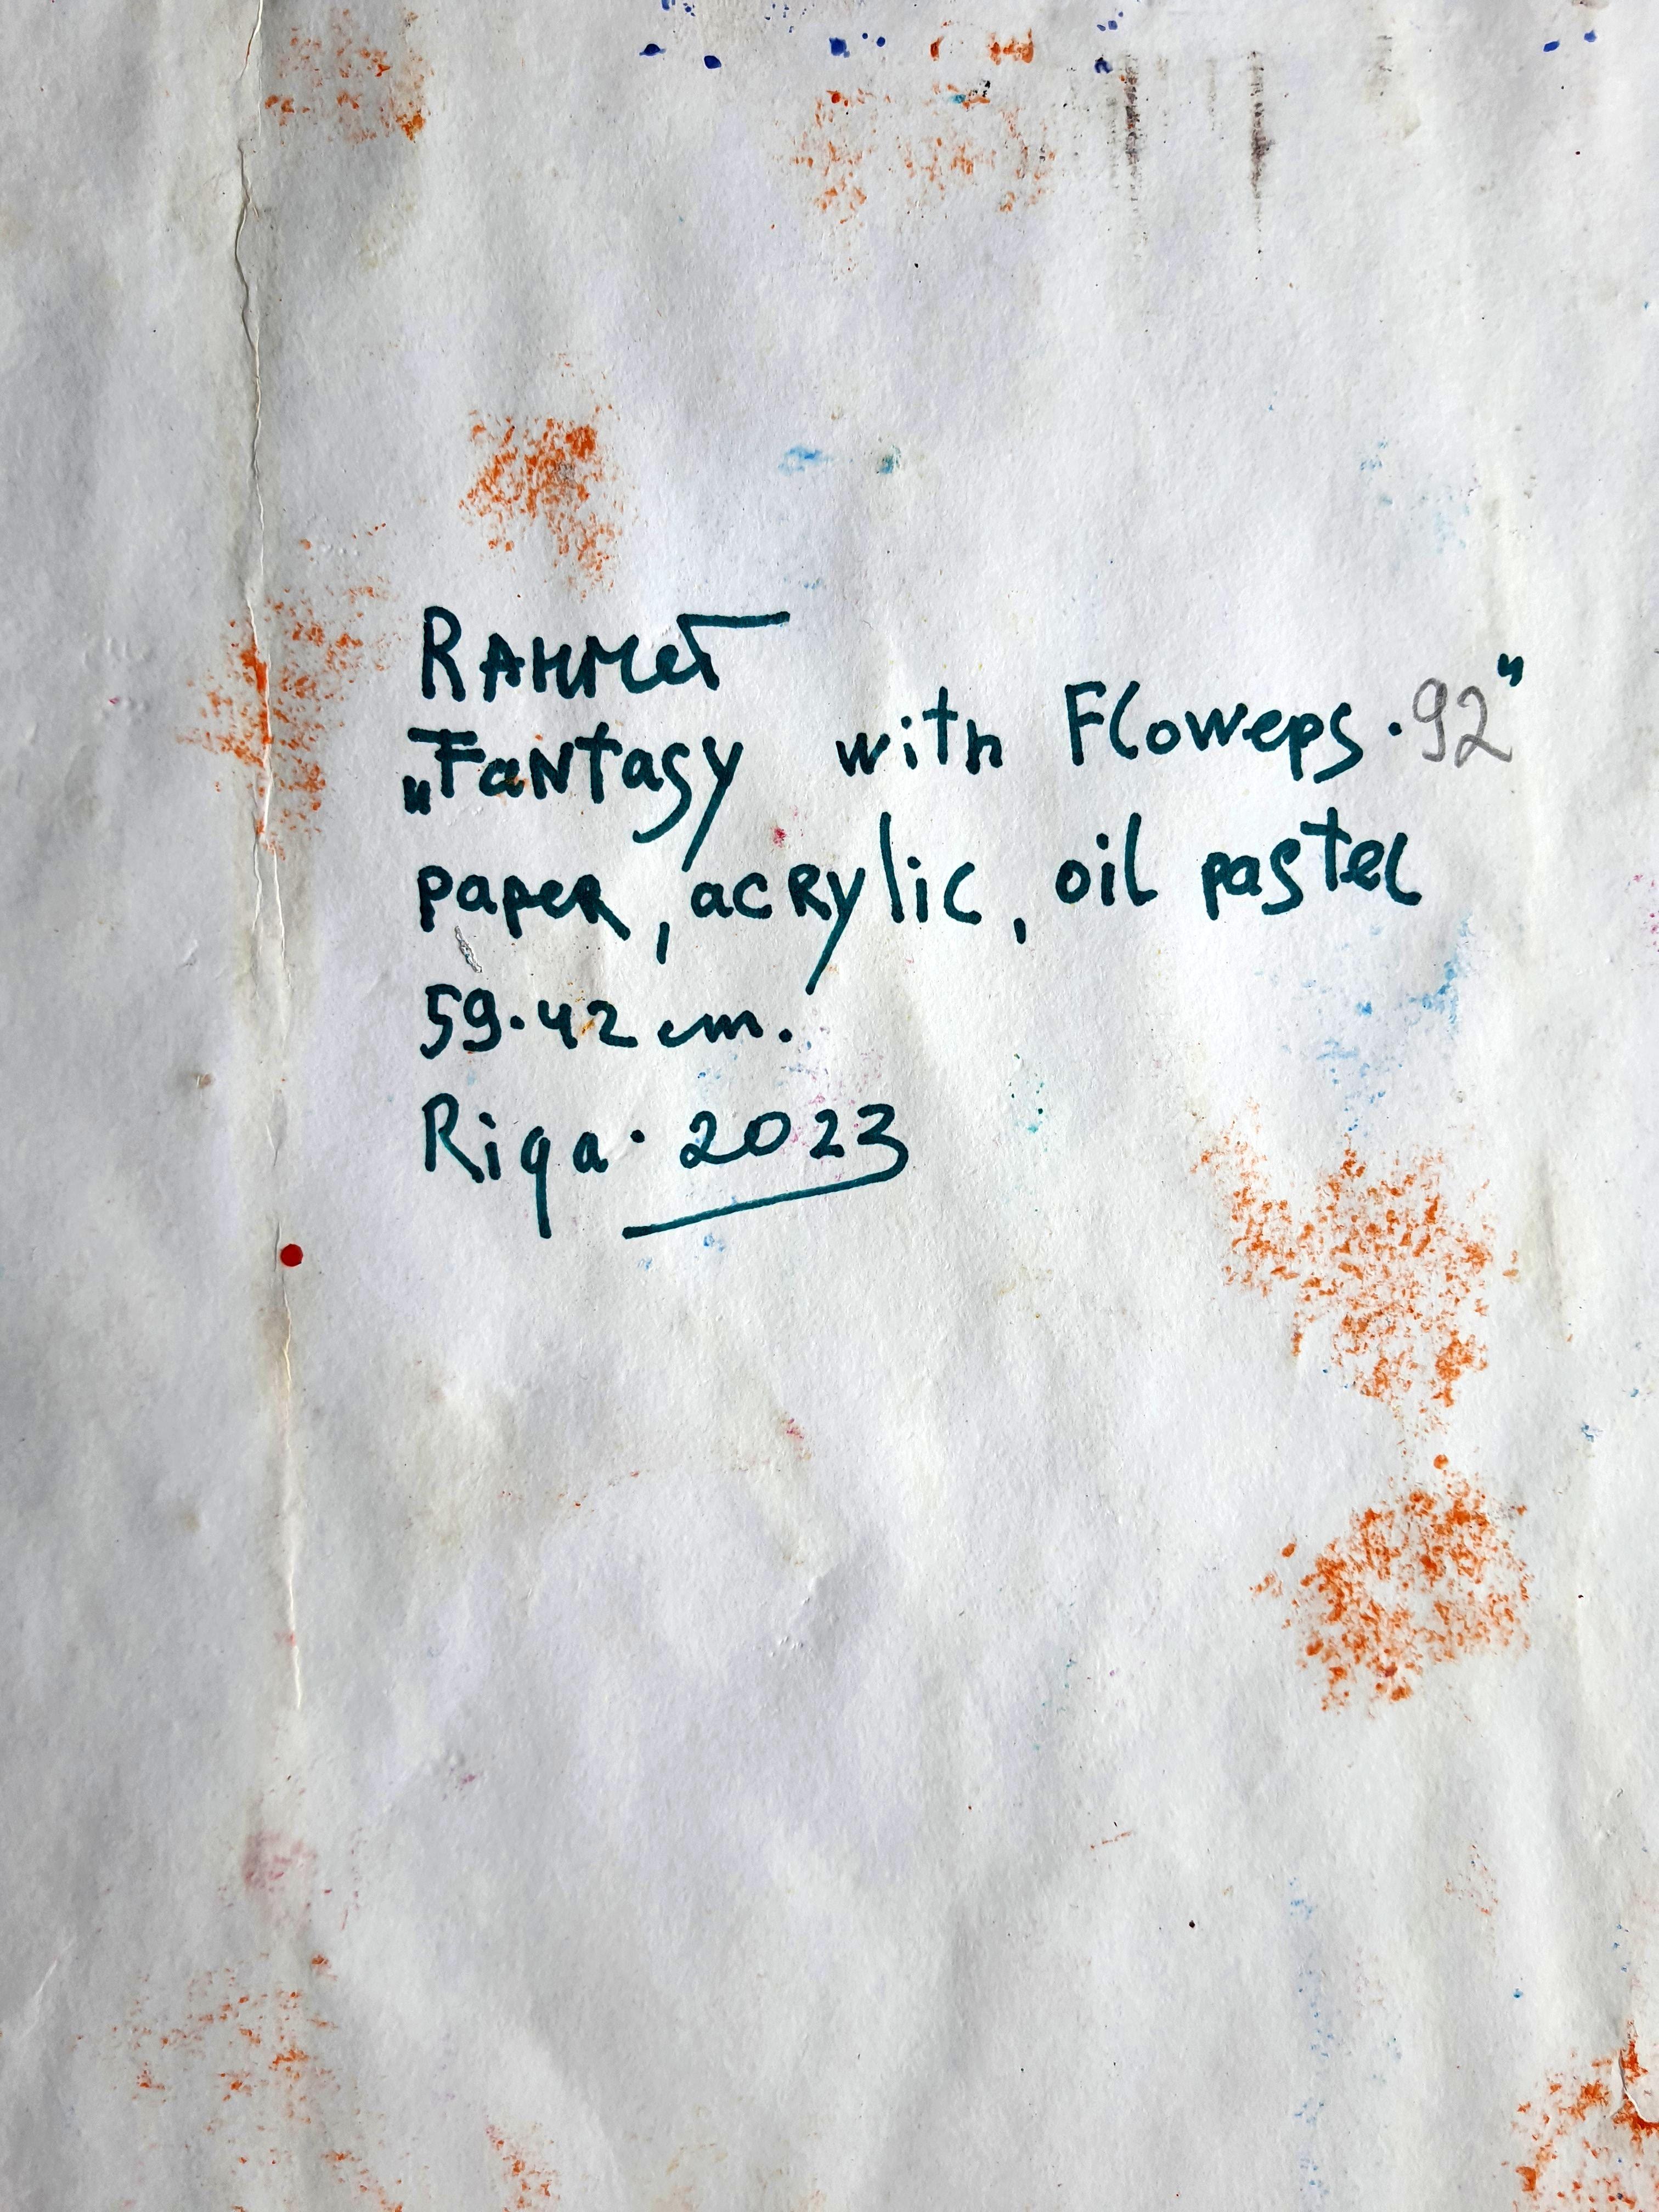 RAHMET
„Fantasy with Flowers. 92"
paper, acrylic, oil pastel
59.42 cm.
Riga. 2023